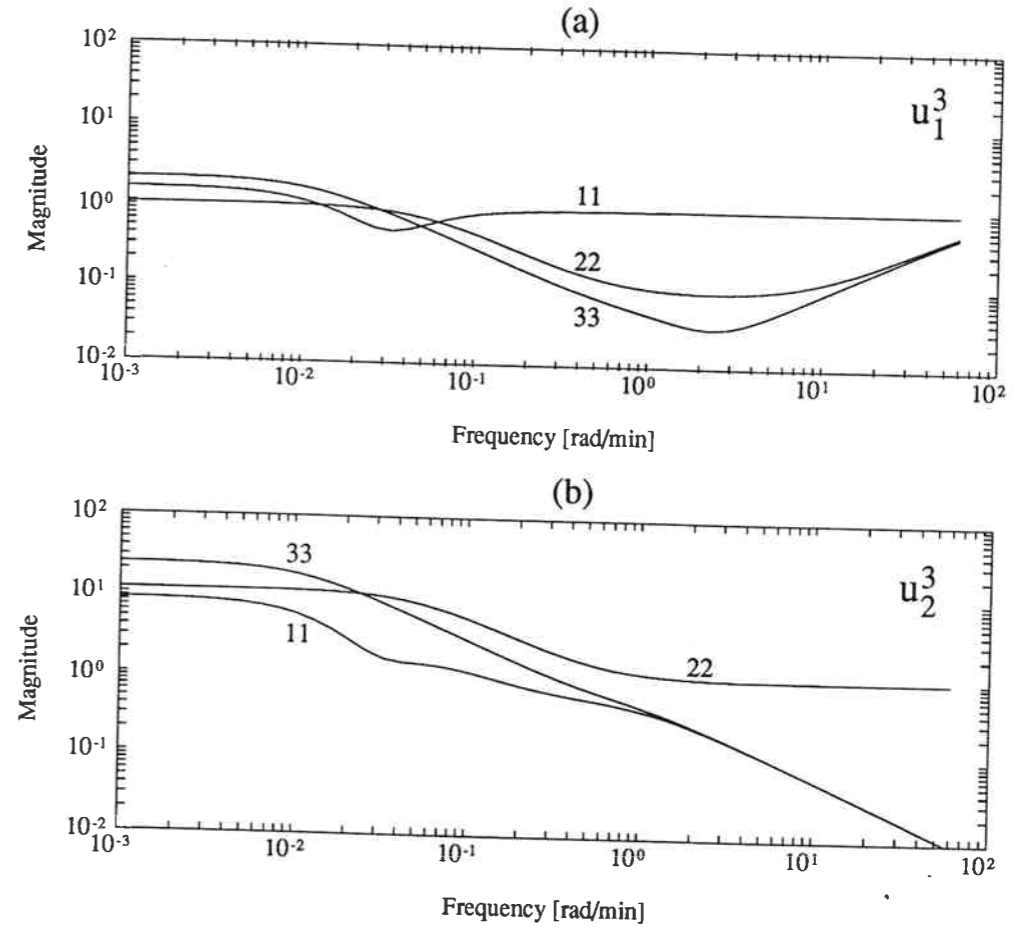 (a)
10²
10¹
10⁰
10⁻¹
10⁻²
Magnitude
u₁³
11
22
33
10⁻³ 10⁻² 10⁻¹ 10⁰ 10¹ 10²
Frequency [rad/min]
(b)
10²
10¹
10⁰
10⁻¹
10⁻²
Magnitude
u₂³
33
11
22
10⁻³ 10⁻² 10⁻¹ 10⁰ 10¹ 10²
Frequency [rad/min]